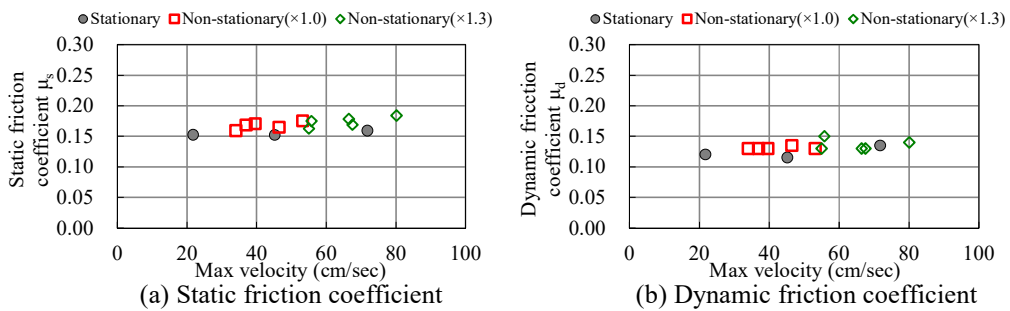 Stationary Non-stationary(×1.0) Non-stationary(×1.3)
Static friction
coefficient μs
0.30
0.25
0.20
0.15
0.10
0.05
0.00
0 20 40 60 80 100
Max velocity (cm/sec)
(a) Static friction coefficient
Stationary Non-stationary(×1.0) Non-stationary(×1.3)
Dynamic fricction
coefficient μd
0.30
0.25
0.20
0.15
0.10
0.05
0.00
0 20 40 60 80 100
Max velocity (cm/sec)
(b) Dynamic friction coefficient